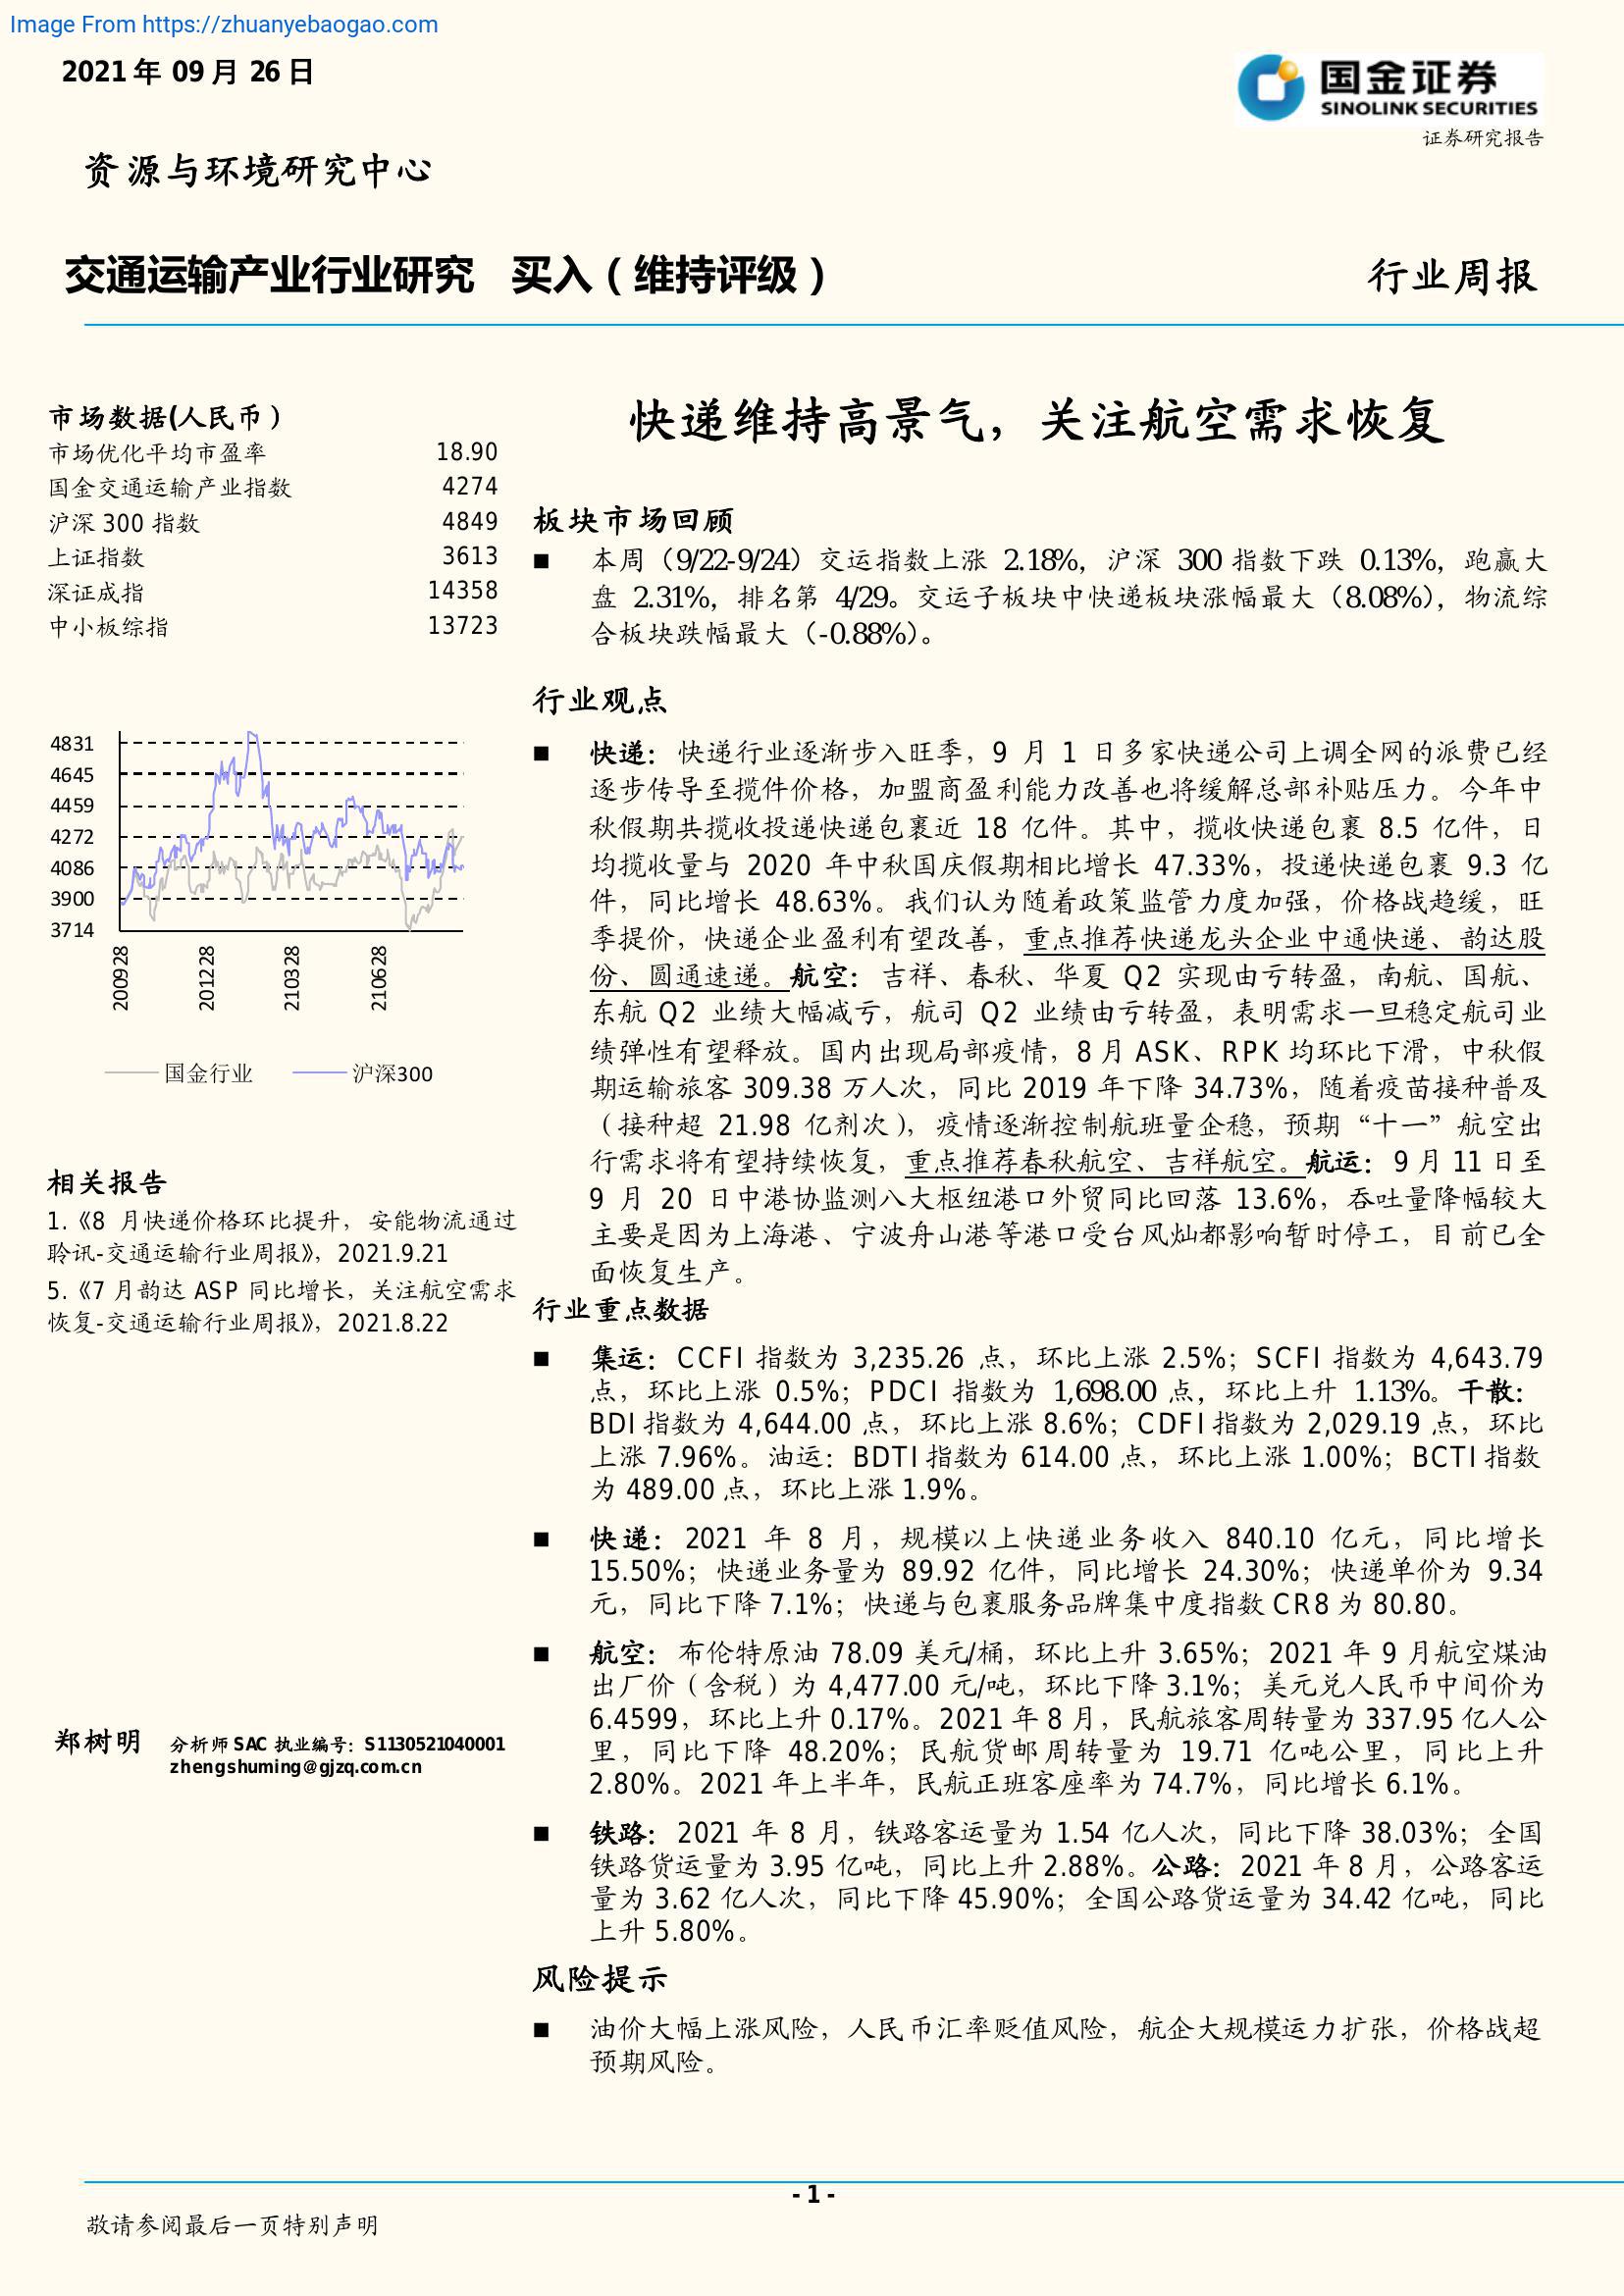 Image From https://zhuanyebaogao.com
2021 年 09 月 26 日
国金证券
SINOLINK SECURITIES
证券研究报告
资源与环境研究中心
交通运输产业行业研究 买入（维持评级）
行业周报
市场数据(人民币）
市场优化平均市盈率 18.90
国金交通运输产业指数 4274
沪深 300 指数 4849
上证指数 3613
深证成指 14358
中小板综指 13723
4831
4645
4459
4272
4086
3900
3714
200928
201228
210328
210628
国金行业 沪深300
相关报告
1.《8 月快递价格环比提升，安能物流通过
聆讯-交通运输行业周报》，2021.9.21
5.《7 月韵达 ASP 同比增长，关注航空需求
恢复-交通运输行业周报》，2021.8.22
郑树明 分析师 SAC 执业编号：S1130521040001
zhengshuming@gjzq.com.cn
快递维持高景气，关注航空需求恢复
板块市场回顾
■ 本周（9/22-9/24）交运指数上涨 2.18%，沪深 300 指数下跌 0.13%，跑赢大
盘 2.31%，排名第 4/29。交运子板块中快递板块涨幅最大（8.08%），物流综
合板块跌幅最大（-0.88%）。
行业观点
■ 快递：快递行业逐渐步入旺季，9 月 1 日多家快递公司上调全网的派费已经
逐步传导至揽件价格，加盟商盈利能力改善也将缓解总部补贴压力。今年中
秋假期共揽收投递快递包裹近 18 亿件。其中，揽收快递包裹 8.5 亿件，日
均揽收量与 2020 年中秋国庆假期相比增长 47.33%，投递快递包裹 9.3 亿
件，同比增长 48.63%。我们认为随着政策监管力度加强，价格战趋缓，旺
季提价，快递企业盈利有望改善，重点推荐快递龙头企业中通快递、韵达股
份、圆通速递。航空：吉祥、春秋、华夏 Q2 实现由亏转盈，南航、国航、
东航 Q2 业绩大幅减亏，航司 Q2 业绩由亏转盈，表明需求一旦稳定航司业
绩弹性有望释放。国内出现局部疫情，8 月 ASK、RPK 均环比下滑，中秋假
期运输旅客 309.38 万人次，同比 2019 年下降 34.73%，随着疫苗接种普及
（接种超 21.98 亿剂次），疫情逐渐控制航班量企稳，预期“十一”航空出
行需求将有望持续恢复，重点推荐春秋航空、吉祥航空。航运：9 月 11 日至
9 月 20 日中港协监测八大枢纽港口外贸同比回落 13.6%，吞吐量降幅较大
主要是因为上海港、宁波舟山港等港口受台风灿都影响暂时停工，目前已全
面恢复生产。
行业重点数据
■ 集运：CCFI 指数为 3,235.26 点，环比上涨 2.5%；SCFI 指数为 4,643.79
点，环比上涨 0.5%；PDCI 指数为 1,698.00 点，环比上升 1.13%。干散：
BDI 指数为 4,644.00 点，环比上涨 8.6%；CDFI 指数为 2,029.19 点，环比
上涨 7.96%。油运：BDTI 指数为 614.00 点，环比上涨 1.00%；BCTI 指数
为 489.00 点，环比上涨 1.9%。
■ 快递：2021 年 8 月，规模以上快递业务收入 840.10 亿元，同比增长
15.50%；快递业务量为 89.92 亿件，同比增长 24.30%；快递单价为 9.34
元，同比下降 7.1%；快递与包裹服务品牌集中度指数 CR8 为 80.80。
■ 航空：布伦特原油 78.09 美元/桶，环比上升 3.65%；2021 年 9 月航空煤油
出厂价（含税）为 4,477.00 元/吨，环比下降 3.1%；美元兑人民币中间价为
6.4599，环比上升 0.17%。2021 年 8 月，民航旅客周转量为 337.95 亿人公
里，同比下降 48.20%；民航货邮周转量为 19.71 亿吨公里，同比上升
2.80%。2021 年上半年，民航正班客座率为 74.7%，同比增长 6.1%。
■ 铁路：2021 年 8 月，铁路客运量为 1.54 亿人次，同比下降 38.03%；全国
铁路货运量为 3.95 亿吨，同比上升 2.88%。公路：2021 年 8 月，公路客运
量为 3.62 亿人次，同比下降 45.90%；全国公路货运量为 34.42 亿吨，同比
上升 5.80%。
风险提示
■ 油价大幅上涨风险，人民币汇率贬值风险，航企大规模运力扩张，价格战超
预期风险。
- 1 -
敬请参阅最后一页特别声明